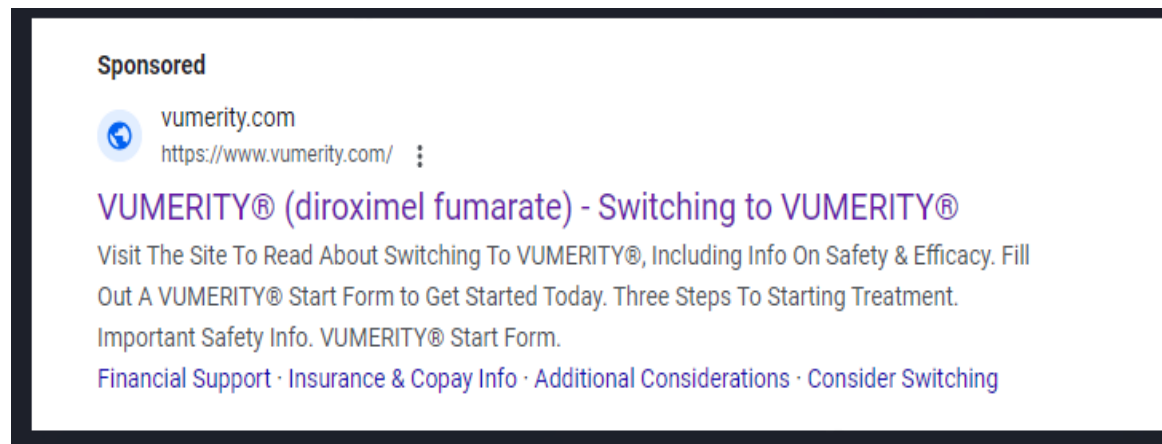 Sponsored
vumerity.com
https://www.vumerity.com/
VUMERITY® (diroximel fumarate) - Switching to VUMERITY®
Visit The Site To Read About Switching To VUMERITY®, Including Info On Safety & Efficacy. Fill
Out A VUMERITY® Start Form to Get Started Today. Three Steps To Starting Treatment.
Important Safety Info. VUMERITY® Start Form.
Financial Support · Insurance & Copay Info · Additional Considerations · Consider Switching